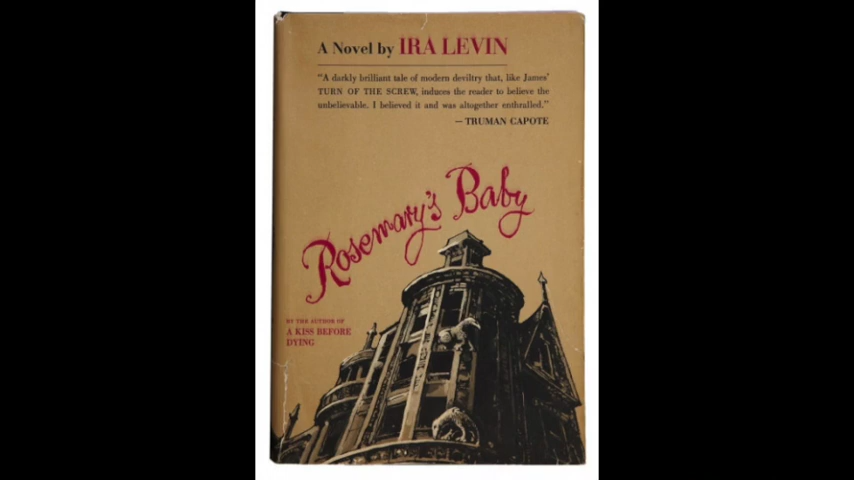 A Novel by IRA LEVIN
"A darkly brilliant tale of modern deviltry that, like James'
TURN OF THE SCREW, induces the reader to believe the
unbelievable. I believed it and was altogether enthralled."
— TRUMAN CAPOTE
Rosemary's Baby
BY THE AUTHOR OF
A KISS BEFORE
DYING